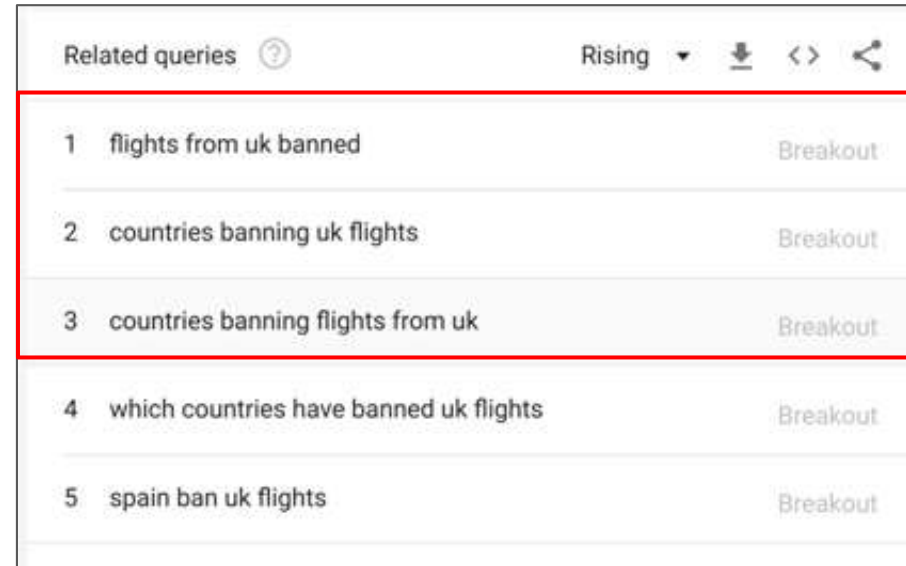 Related queries ? Rising
1 flights from uk banned Breakout
2 countries banning uk flights Breakout
3 countries banning flights from uk Breakout
4 which countries have banned uk flights Breakout
5 spain ban uk flights Breakout